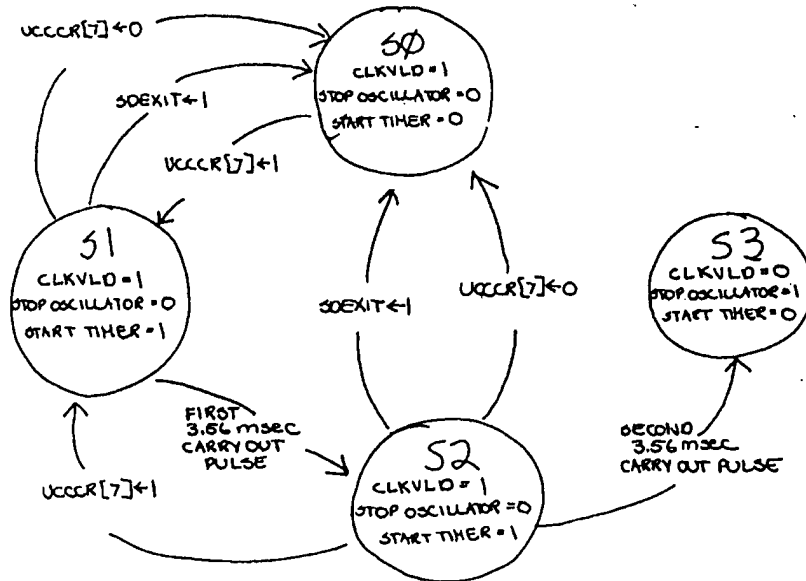 UCCCR[7]←0
SDEXIT←1
UCCCR[7]←1
SØ
CLKVLD=1
STOP OSCILLATOR=0
START TIMER=0
S1
CLKVLD=1
STOP OSCILLATOR=0
START TIMER=1
SDEXIT←1
UCCCR[7]←0
S3
CLKVLD=0
STOP OSCILLATOR=1
START TIMER=0
FIRST
3.56 msec
CARRY OUT
PULSE
UCCCR[7]←1
S2
CLKVLD=1
STOP OSCILLATOR=0
START TIMER=1
SECOND
3.56 msec
CARRY OUT PULSE